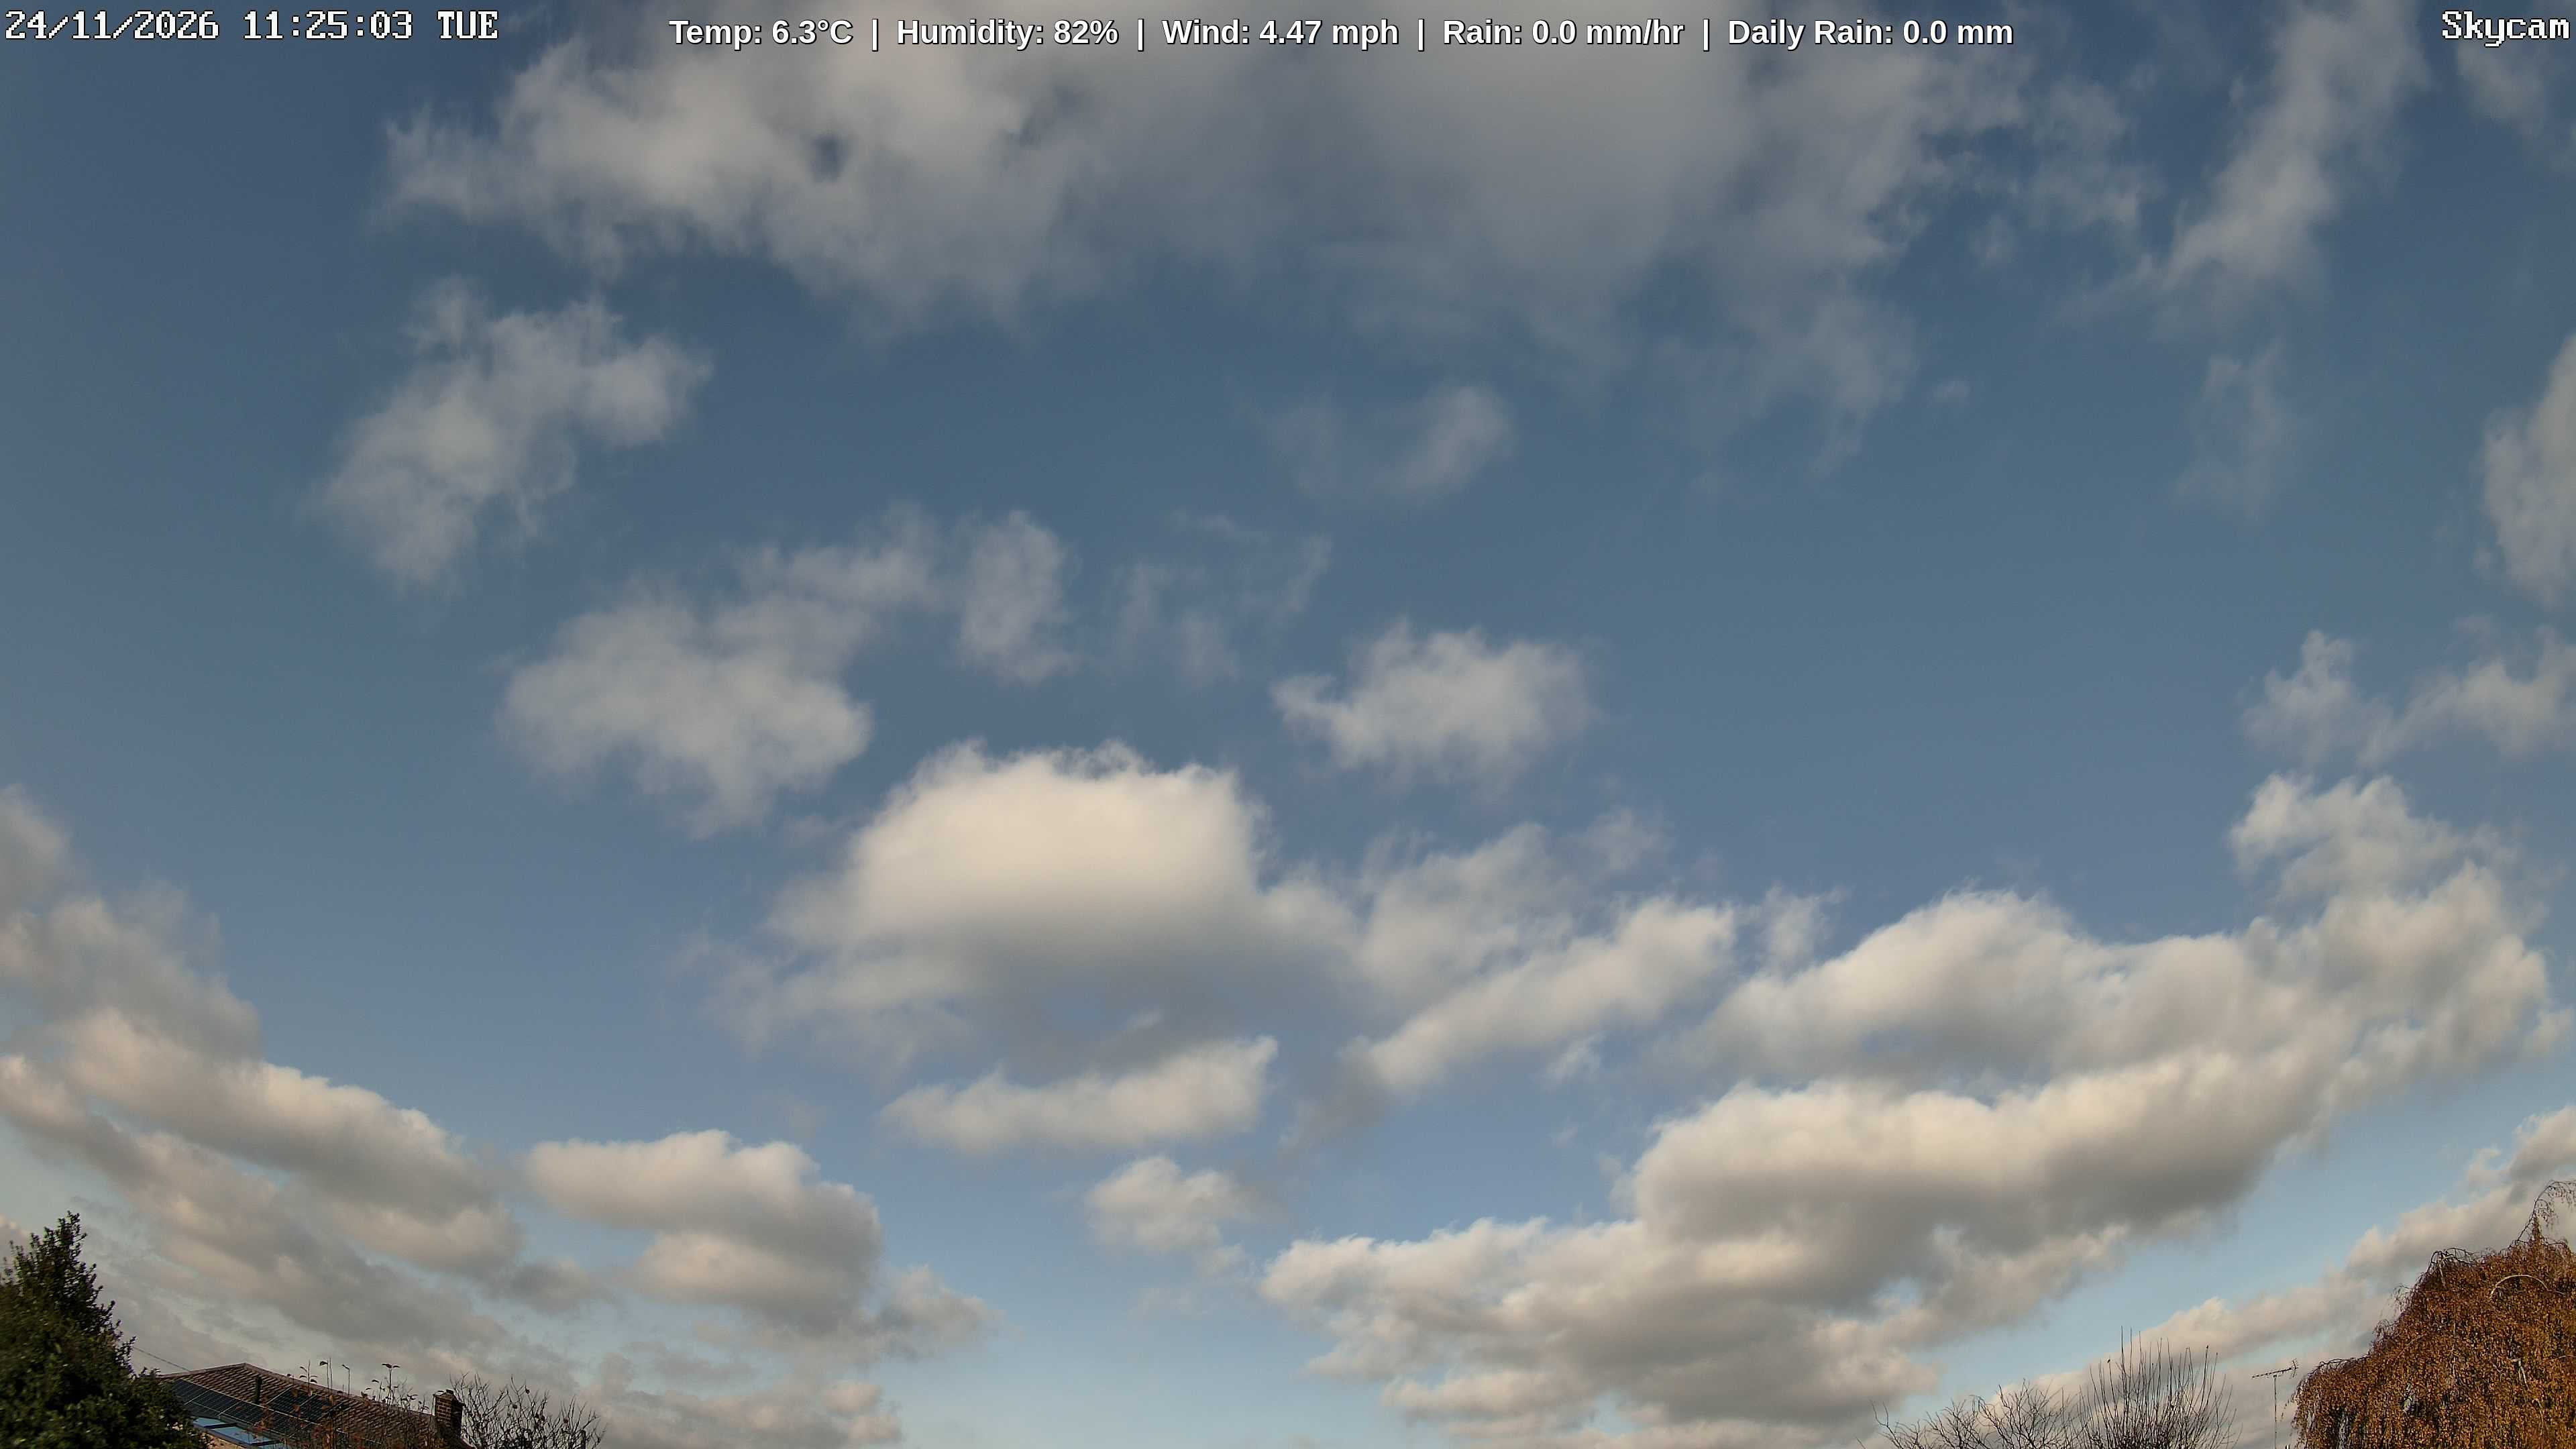 24/11/2026 11:25:03 TUE
Temp: 6.3°C | Humidity: 82% | Wind: 4.47 mph | Rain: 0.0 mm/hr | Daily Rain: 0.0 mm
Skycam